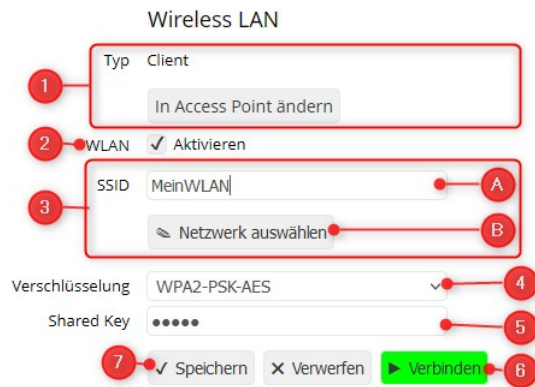 Wireless LAN
Typ Client
1
In Access Point ändern
2 WLAN ✓ Aktivieren
3 SSID MeinWLAN A
Netzwerk auswählen B
Verschlüsselung WPA2-PSK-AES 4
Shared Key ••••• 5
7 ✓ Speichern ✕ Verwerfen ► Verbinden 6